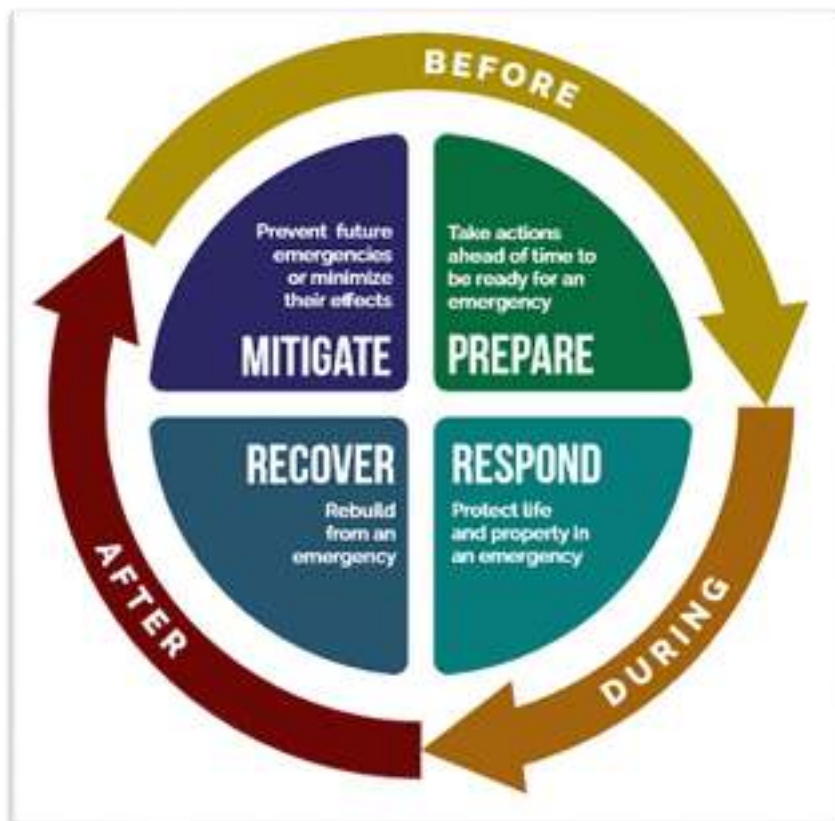 BEFORE
Prevent future
emergencies
or minimize
their effects
MITIGATE
Take actions
ahead of time to
be ready for an
emergency
PREPARE
RECOVER
Rebuild
from an
emergency
RESPOND
Protect life
and property in
an emergency
AFTER
DURING